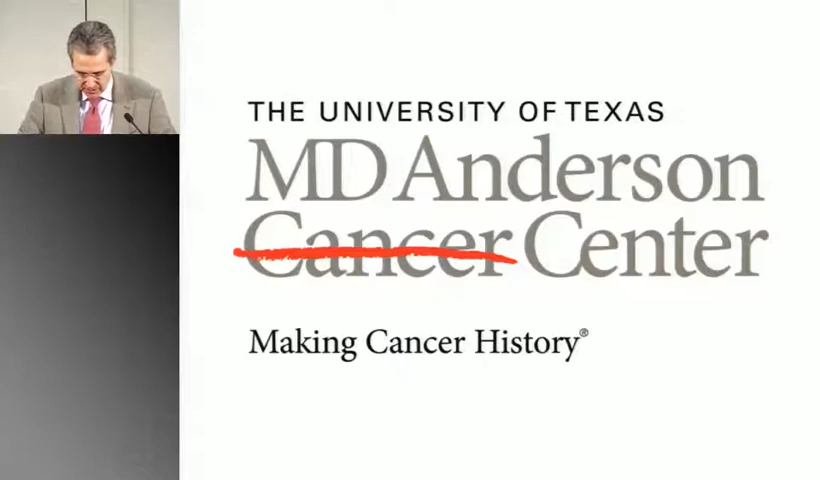 THE UNIVERSITY OF TEXAS
MD Anderson
Cancer Center
Making Cancer History®